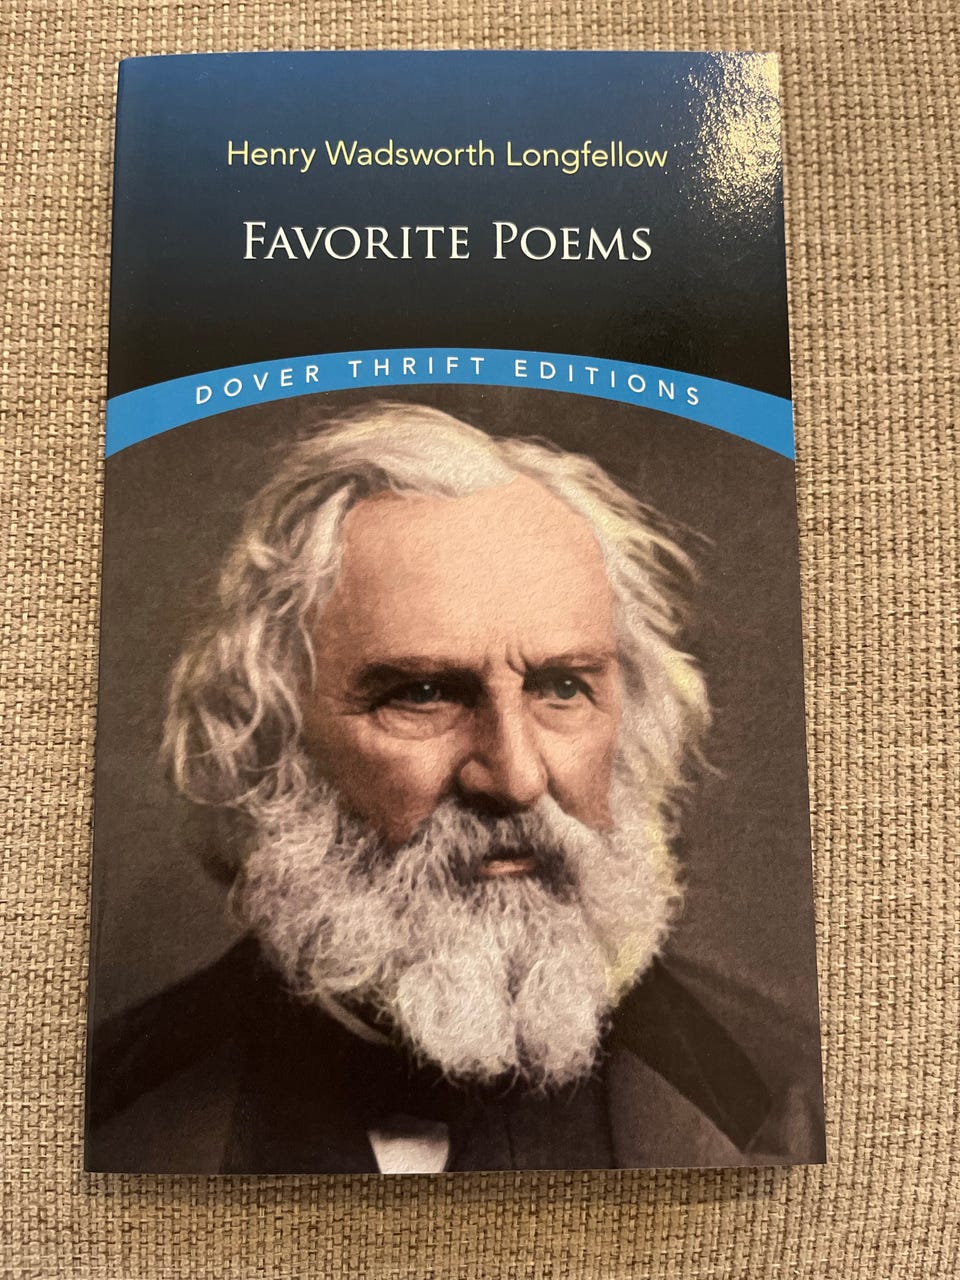 Henry Wadsworth Longfellow
FAVORITE POEMS
DOVER THRIFT EDITIONS